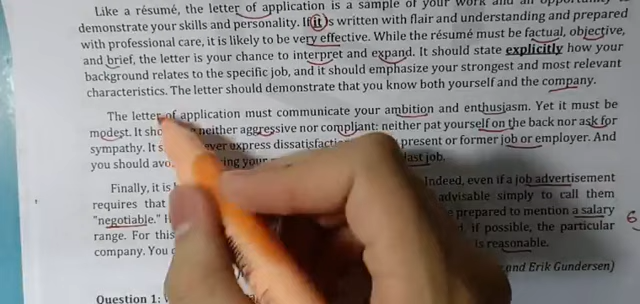 Like a résumé, the letter of application is a sample of your work and an opportunity
demonstrate your skills and personality. If it is written with flair and understanding and prepared
with professional care, it is likely to be very effective. While the résumé must be factual, objective,
and brief, the letter is your chance to interpret and expand. It should state explicitly how your
background relates to the specific job, and it should emphasize your strongest and most relevant
characteristics. The letter should demonstrate that you know both yourself and the company.
The letter of application must communicate your ambition and enthusiasm. Yet it must be
modest. It neither aggressive nor compliant: neither pat yourself on the back nor ask for
sympathy. It ever express present or former job or employer. And
you should your last job.
Finally, it is Indeed, even if a job advertisement
requires that advisable simply to call them
"negotiable." prepared to mention a salary
range. For this if possible, the particular
company. You is reasonable.
and Erik Gundersen)
Question 1:
6